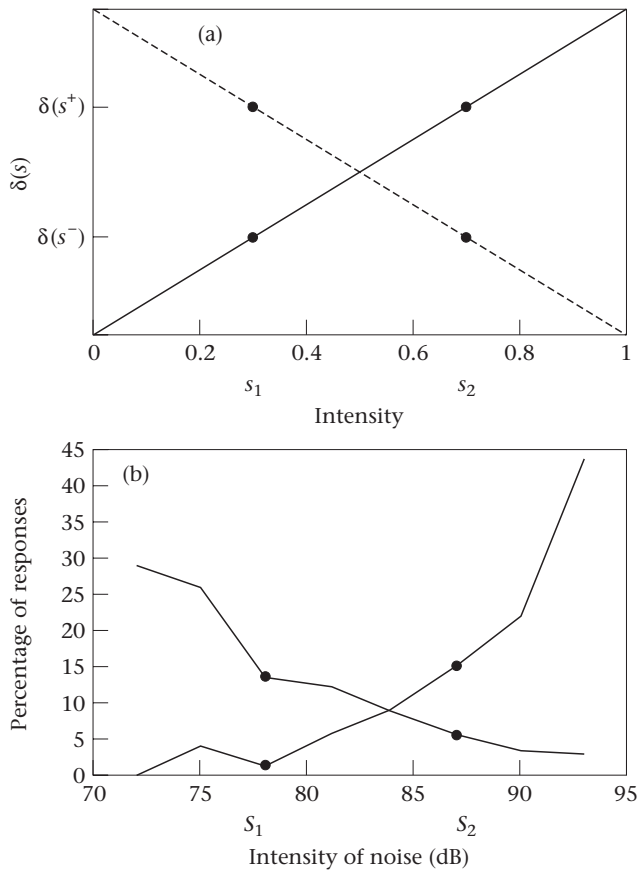 (a)
δ(s⁺)
δ(s)
δ(s⁻)
0 0.2 0.4 0.6 0.8 1
s₁ s₂
Intensity
45
(b)
40
35
30
25
20
15
10
5
0
Percentage of responses
70 75 80 85 90 95
S₁ S₂
Intensity of noise (dB)